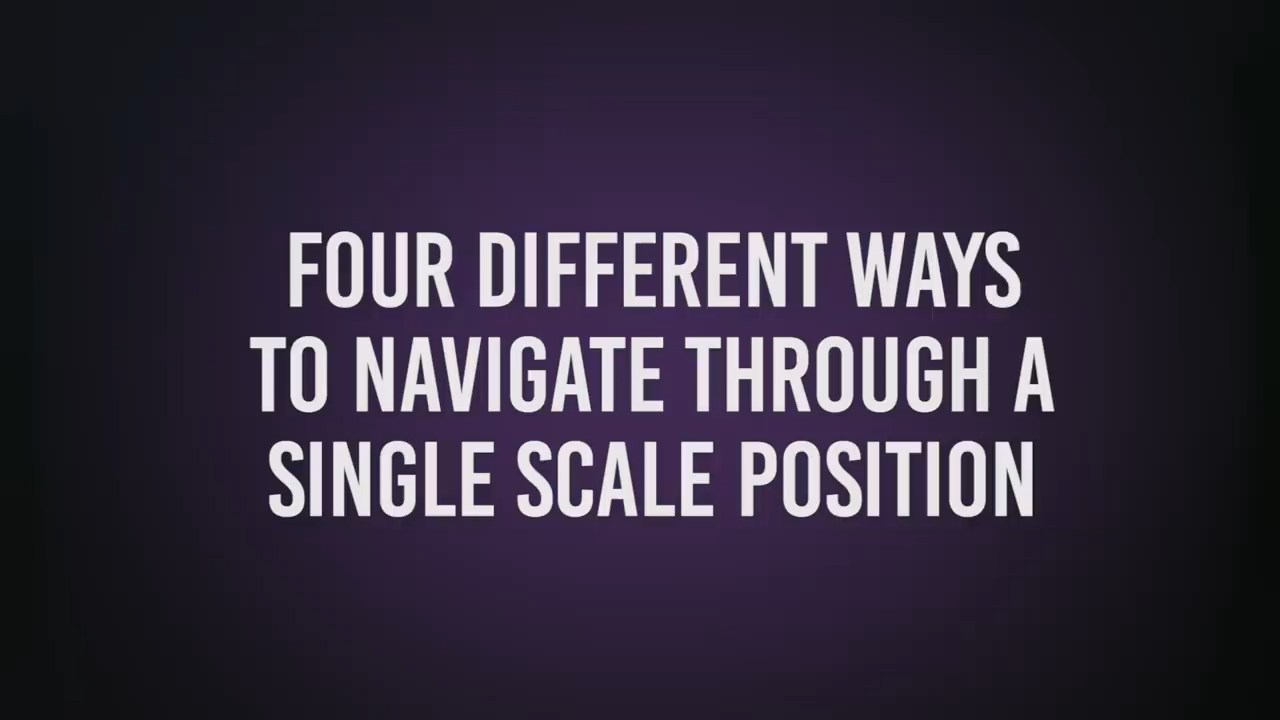 FOUR DIFFERENT WAYS
TO NAVIGATE THROUGH A
SINGLE SCALE POSITION